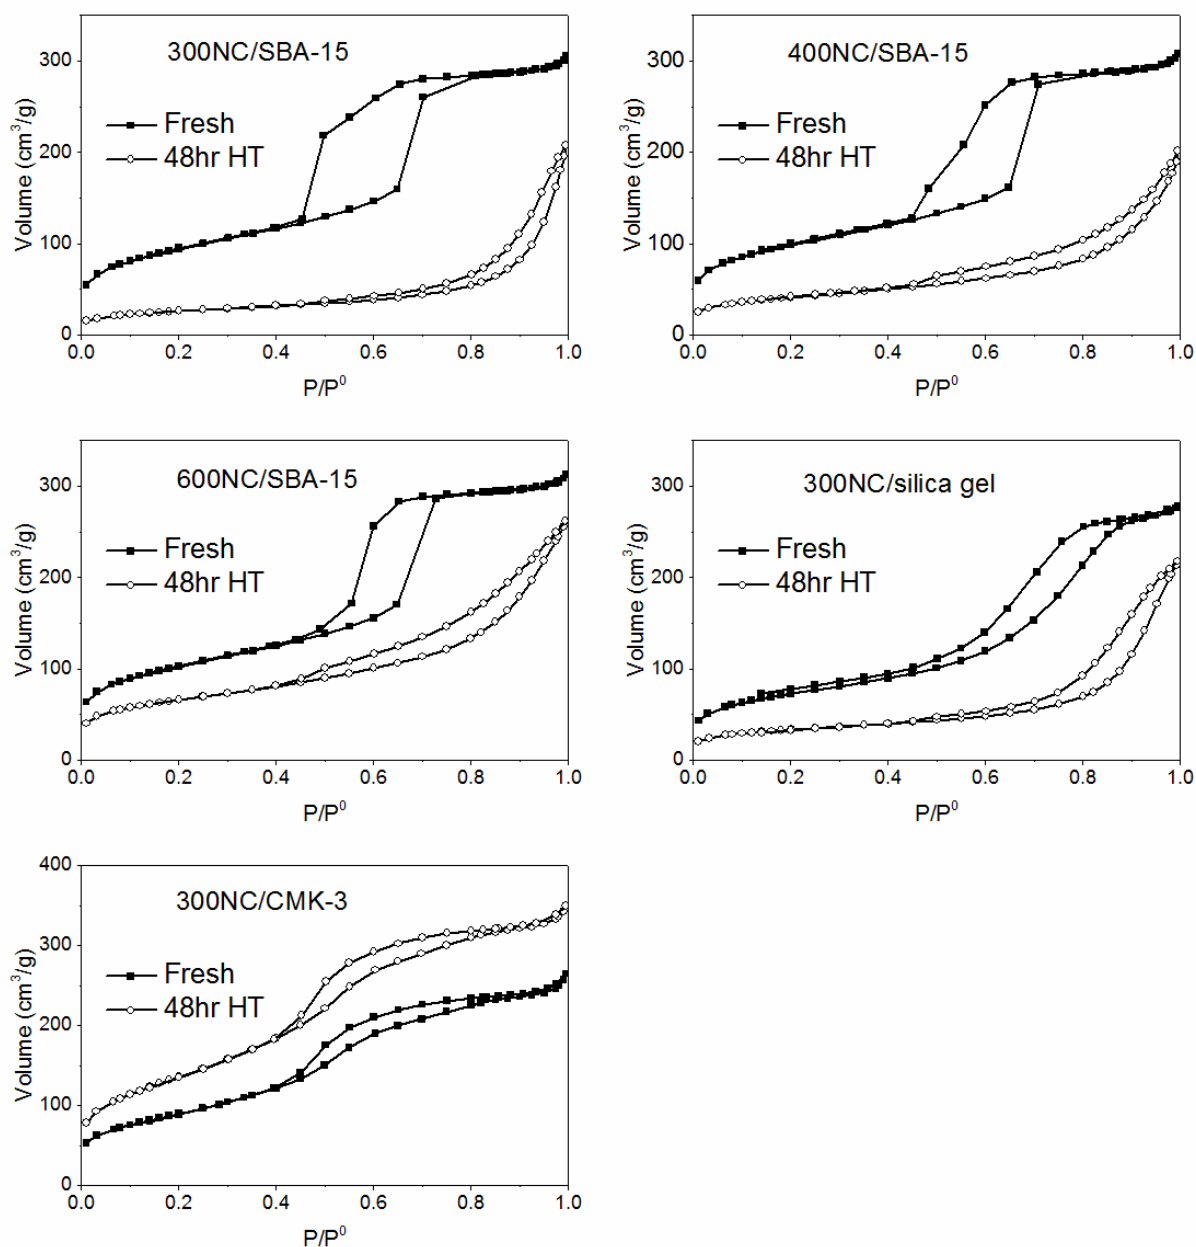 300NC/SBA-15
Fresh
48hr HT
Volume (cm³/g)
300
200
100
0
0.0 0.2 0.4 0.6 0.8 1.0
P/P⁰
400NC/SBA-15
Fresh
48hr HT
Volume (cm³/g)
300
200
100
0
0.0 0.2 0.4 0.6 0.8 1.0
P/P⁰
600NC/SBA-15
Fresh
48hr HT
Volume (cm³/g)
300
200
100
0
0.0 0.2 0.4 0.6 0.8 1.0
P/P⁰
300NC/silica gel
Fresh
48hr HT
Volume (cm³/g)
300
200
100
0
0.0 0.2 0.4 0.6 0.8 1.0
P/P⁰
300NC/CMK-3
Fresh
48hr HT
Volume (cm³/g)
400
300
200
100
0
0.0 0.2 0.4 0.6 0.8 1.0
P/P⁰